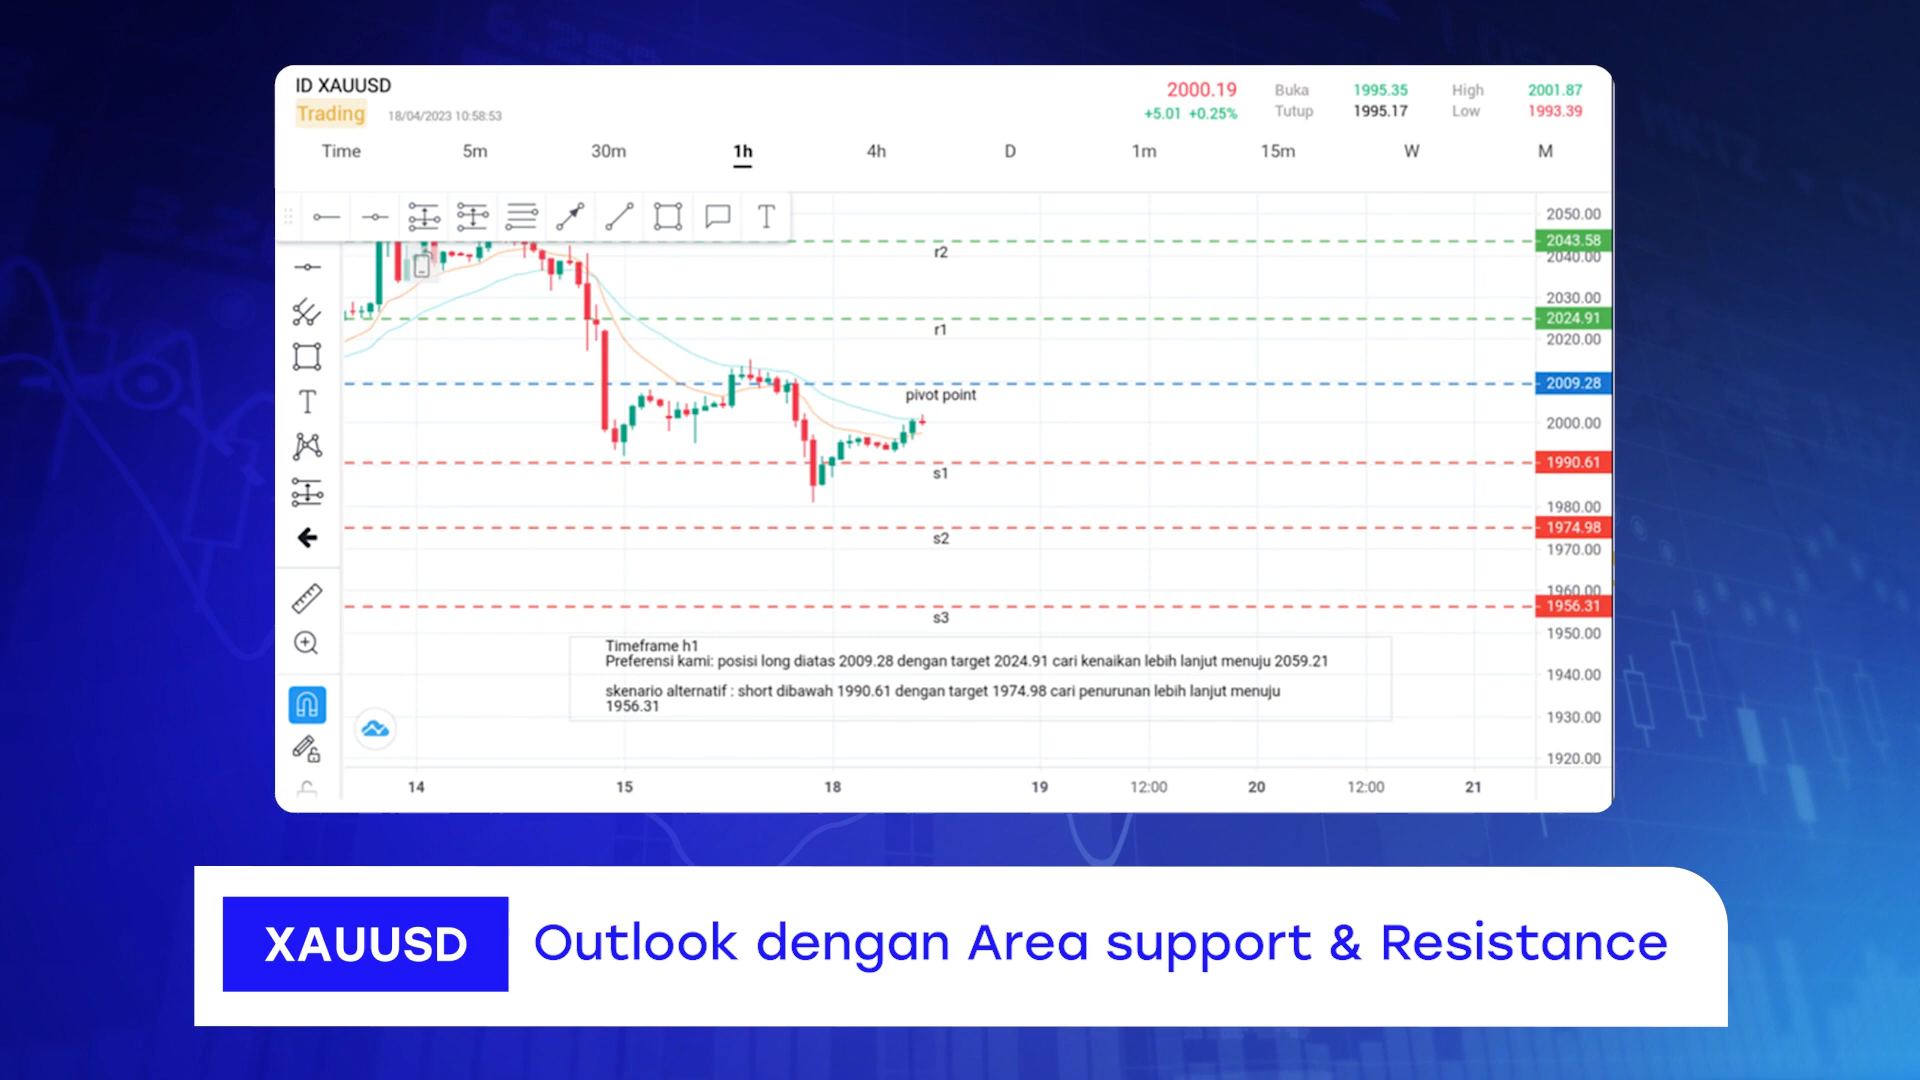 ID XAUUSD
Trading 18/04/2023 10:58:53
2000.19 Buka 1995.35 High 2001.87
+5.01 +0.25% Tutup 1995.17 Low 1993.39
Time 5m 30m 1h 4h D 1m 15m W M
2050.00
2043.58
r2
2040.00
2030.00
2024.91
r1
2020.00
2009.28
pivot point
2000.00
1990.61
s1
1980.00
1974.98
s2
1970.00
1960.00
1956.31
s3
1950.00
1940.00
1930.00
1920.00
Timeframe h1
Preferensi kami: posisi long diatas 2009.28 dengan target 2024.91 cari kenaikan lebih lanjut menuju 2059.21
skenario alternatif : short dibawah 1990.61 dengan target 1974.98 cari penurunan lebih lanjut menuju
1956.31
14 15 18 19 12:00 20 12:00 21
XAUUSD Outlook dengan Area support & Resistance